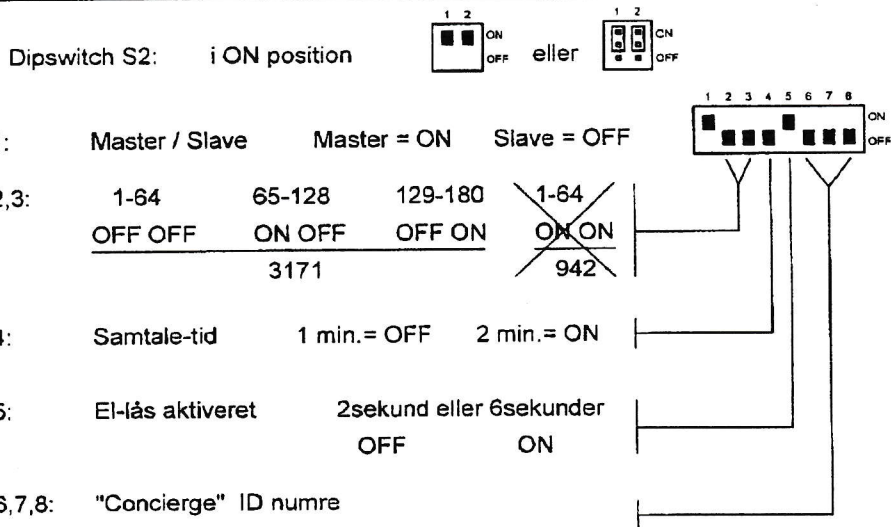 1 2 1 2
Dipswitch S2: i ON position ON OFF eller CN OFF
1 2 3 4 5 6 7 8
ON
OFF
: Master / Slave Master = ON Slave = OFF
2,3: 1-64 65-128 129-180 1-64
OFF OFF ON OFF OFF ON ON ON
3171 942
4: Samtale-tid 1 min.= OFF 2 min.= ON
5: El-lås aktiveret 2sekund eller 6sekunder
OFF ON
6,7,8: "Concierge" ID numre